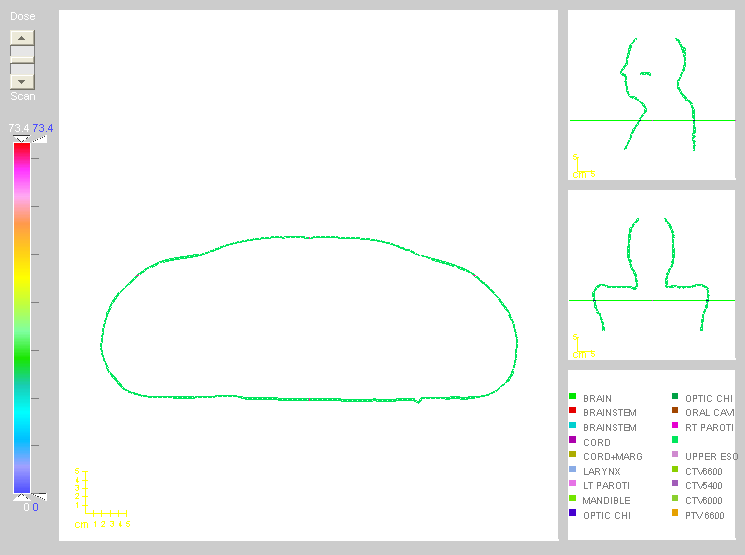 Dose
Scan
73.4 73.4
0 0
5
4
3
2
1
cm 1 2 3 4 5
5
cm 5
5
cm 5
BRAIN
BRAINSTEM
BRAINSTEM
CORD
CORD+MARG
LARYNX
LT PAROTI
MANDIBLE
OPTIC CHI
OPTIC CHI
ORAL CAVI
RT PAROTI
UPPER ESO
CTV6600
CTV5400
CTV6000
PTV6600